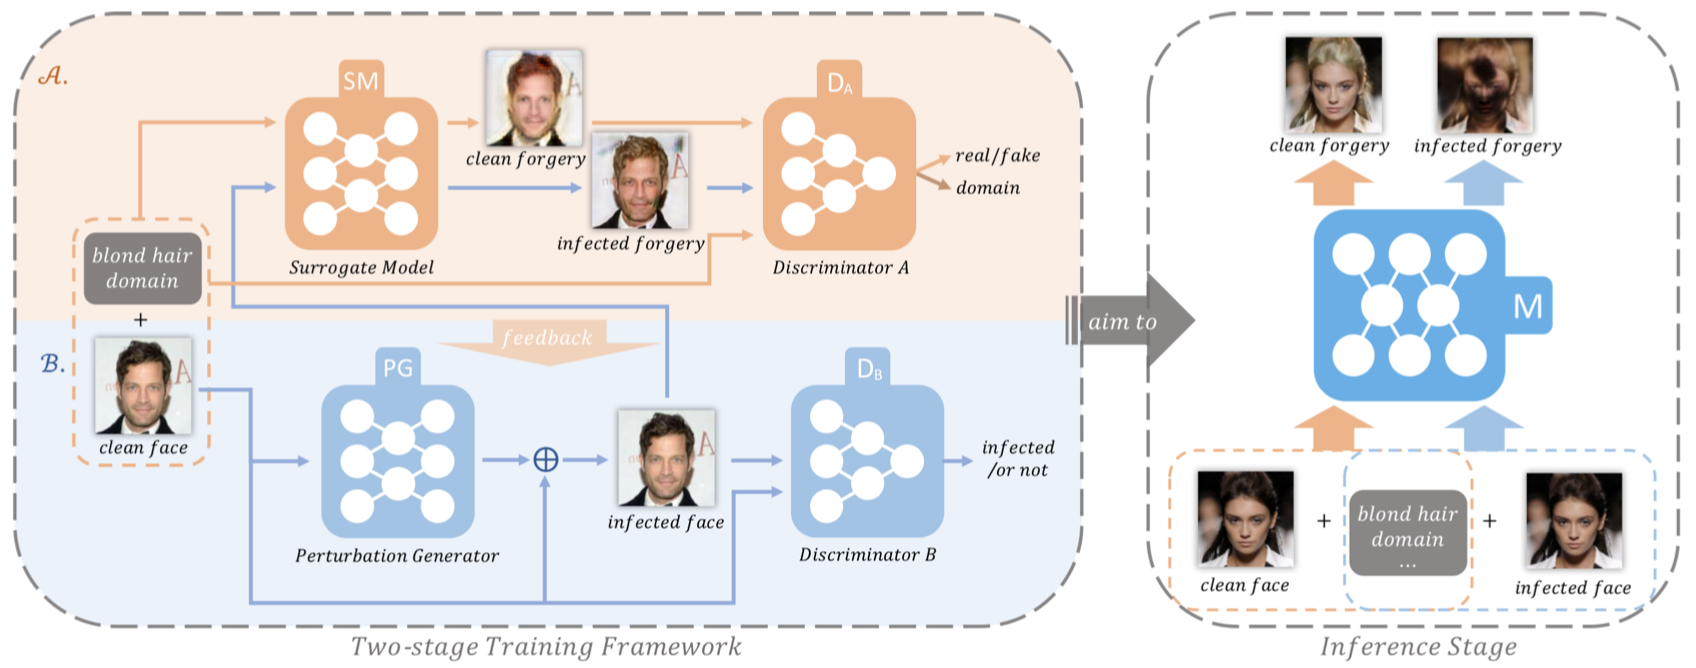 A.
SM
clean forgery
infected forgery
Surrogate Model
D_A
real/fake
domain
Discriminator A
blond hair
domain
+
clean face
feedback
B.
PG
Perturbation Generator
infected face
D_B
infected
/or not
Discriminator B
Two-stage Training Framework
aim to
clean forgery
infected forgery
M
clean face
+
blond hair
domain
...
+
infected face
Inference Stage